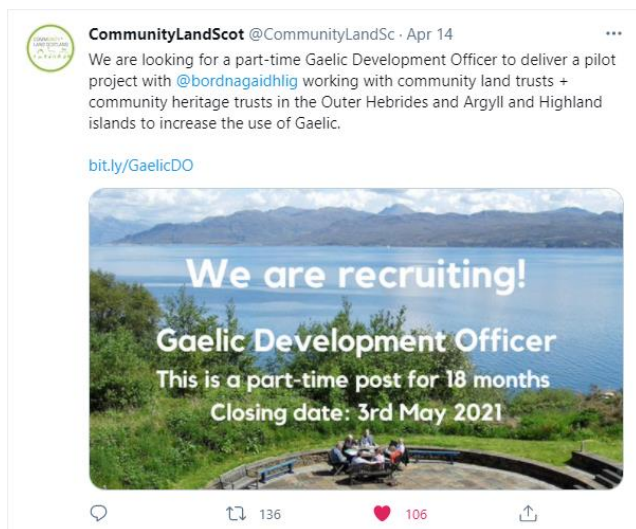 CommunityLandScot @CommunityLandSc · Apr 14
We are looking for a part-time Gaelic Development Officer to deliver a pilot
project with @bordnagaidhlig working with community land trusts +
community heritage trusts in the Outer Hebrides and Argyll and Highland
islands to increase the use of Gaelic.
bit.ly/GaelicDO
We are recruiting!
Gaelic Development Officer
This is a part-time post for 18 months
Closing date: 3rd May 2021
136 106